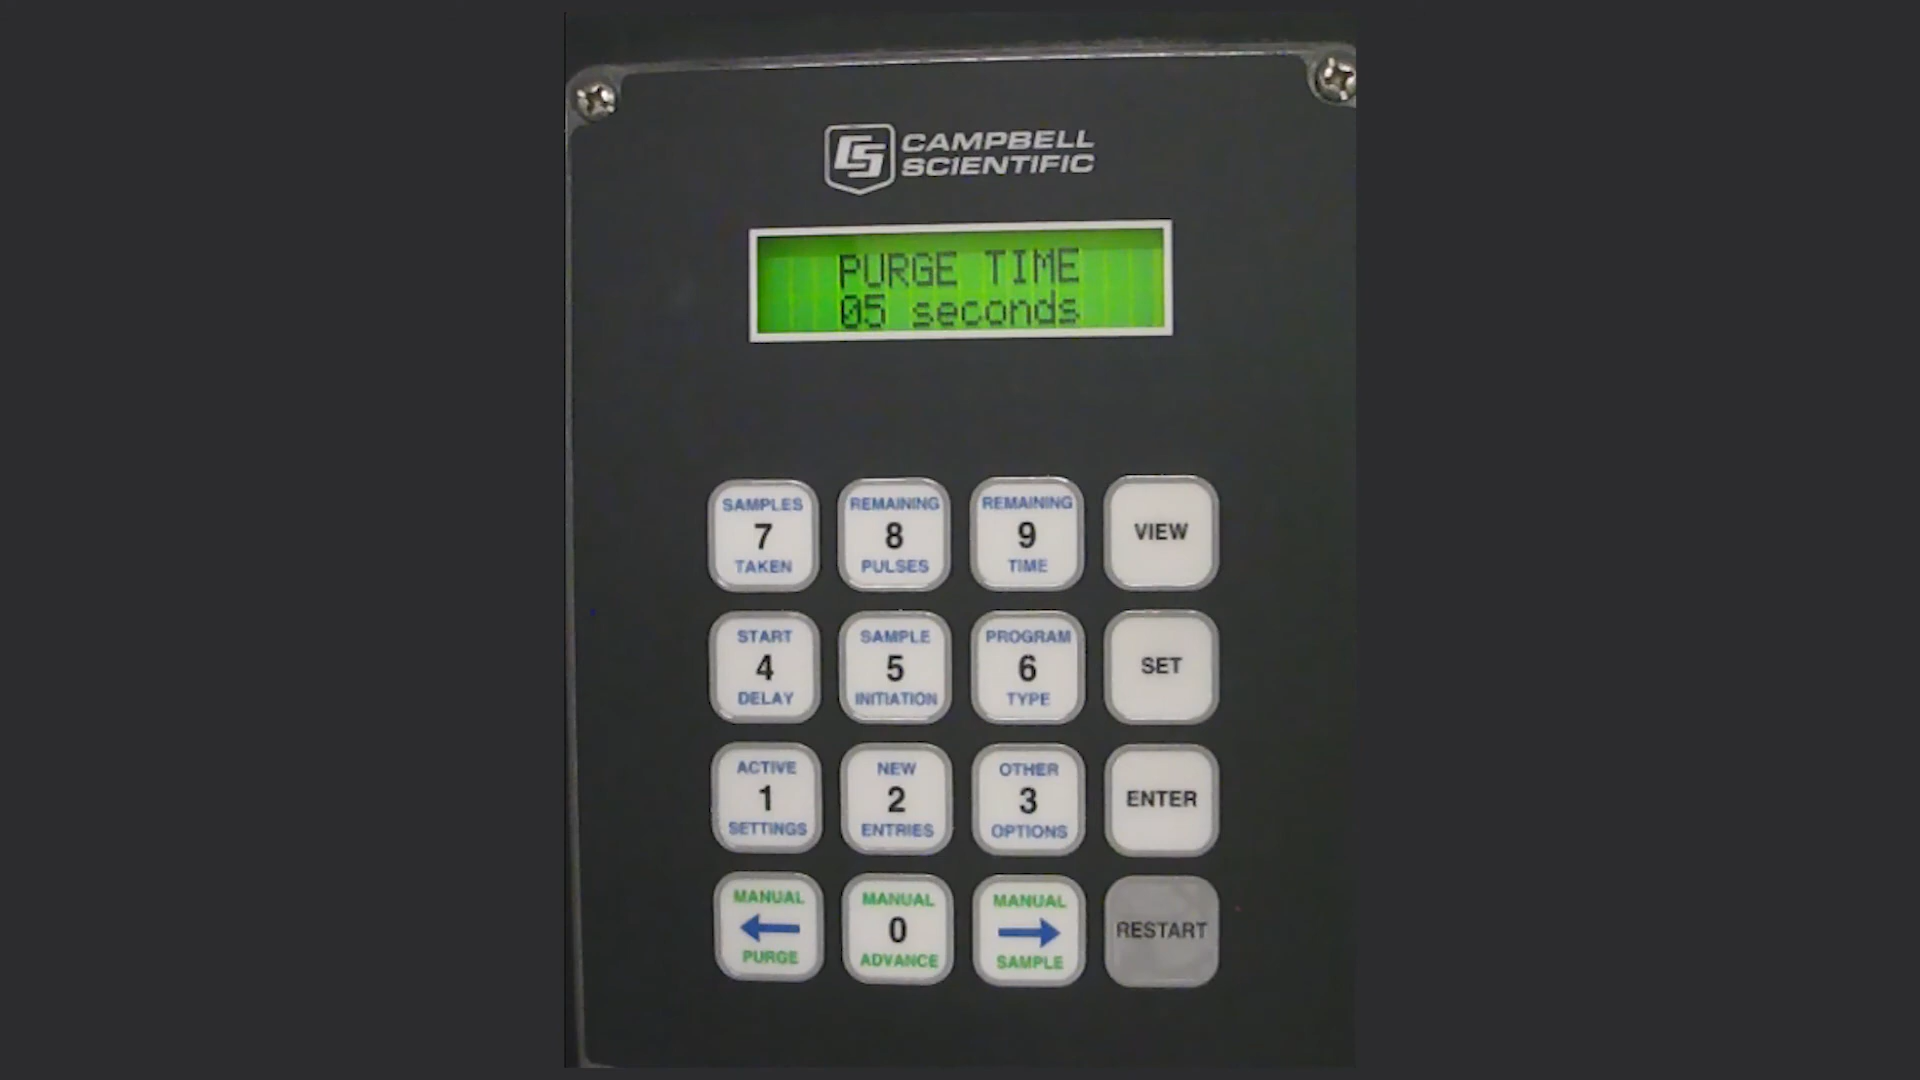 CS CAMPBELL
SCIENTIFIC
PURGE TIME
05 seconds
SAMPLES
7
TAKEN
REMAINING
8
PULSES
REMAINING
9
TIME
VIEW
START
4
DELAY
SAMPLE
5
INITIATION
PROGRAM
6
TYPE
SET
ACTIVE
1
SETTINGS
NEW
2
ENTRIES
OTHER
3
OPTIONS
ENTER
MANUAL
←
PURGE
MANUAL
0
ADVANCE
MANUAL
→
SAMPLE
RESTART